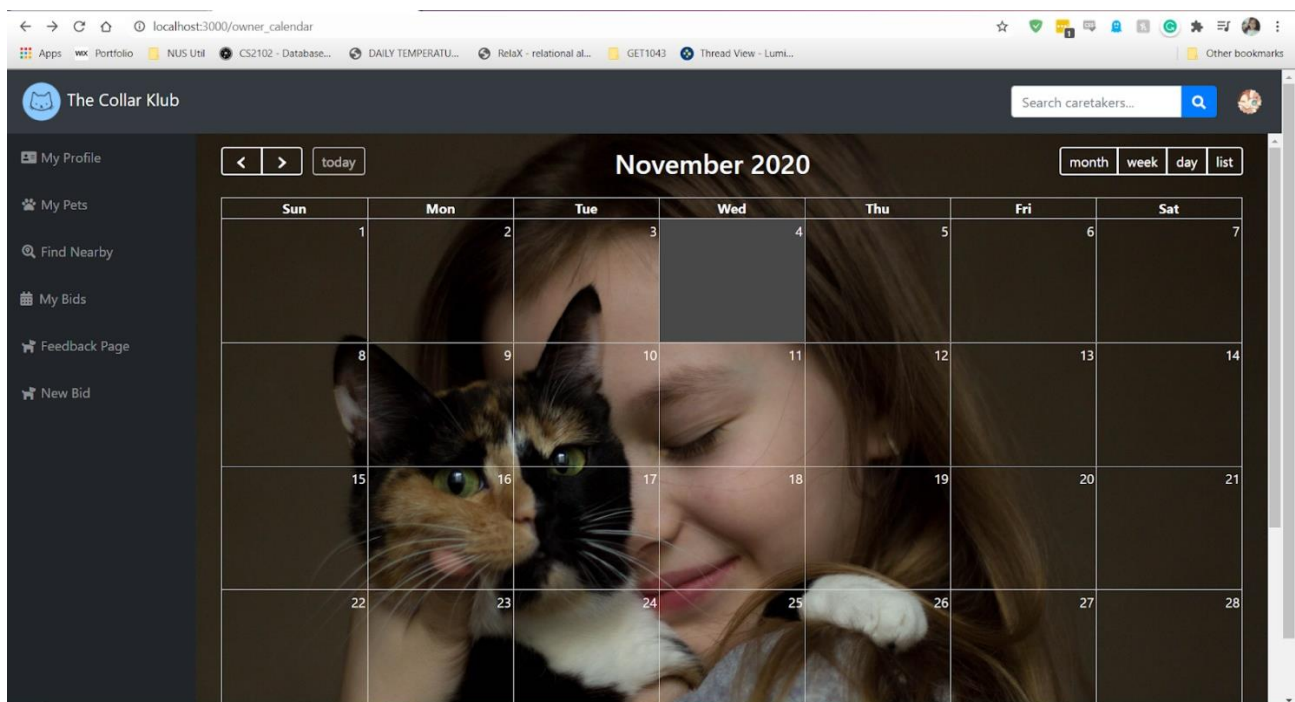 localhost:3000/owner_calendar
1
Apps WIX Portfolio NUS Util CS2102 - Database... DAILY TEMPERATU... RelaX - relational al... GET1043 Thread View - Lumi... Other bookmarks
The Collar Klub Search caretakers...
My Profile
My Pets
Find Nearby
My Bids
Feedback Page
New Bid
< > today November 2020 month week day list
Sun Mon Tue Wed Thu Fri Sat
1 2 3 4 5 6 7
8 9 10 11 12 13 14
15 16 17 18 19 20 21
22 23 24 25 26 27 28